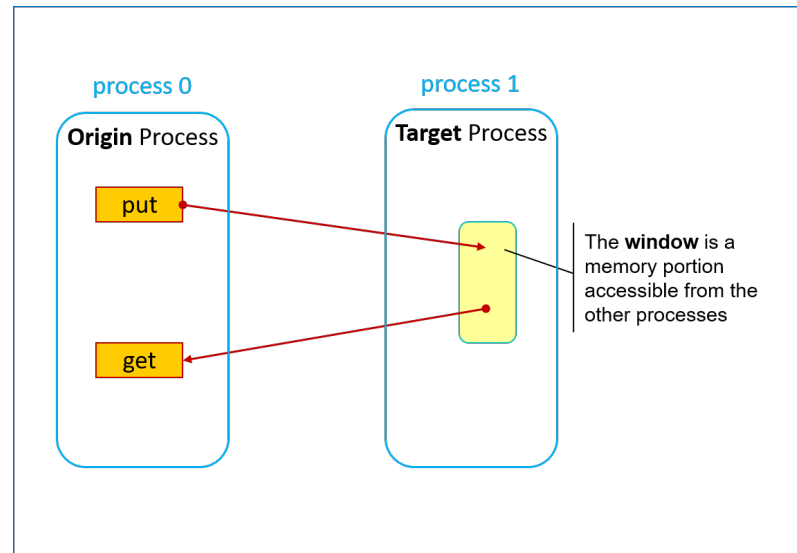 process 0
process 1
Origin Process
Target Process
put
The window is a
memory portion
accessible from the
other processes
get